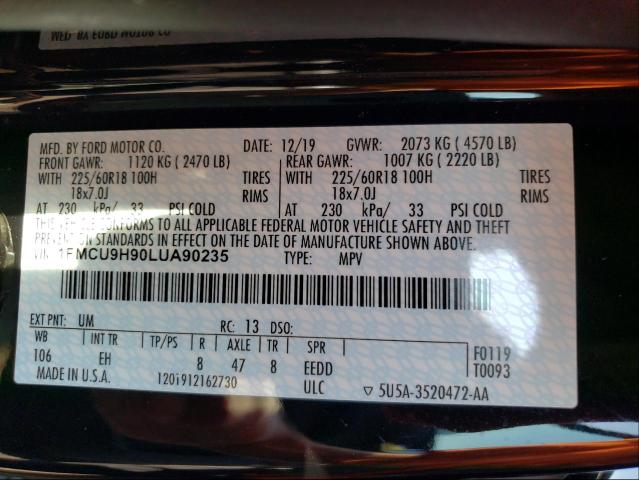 MFD. BY FORD MOTOR CO. DATE: 12/19 GVWR: 2073 KG ( 4570 LB)
FRONT GAWR: 1120 KG ( 2470 LB) REAR GAWR: 1007 KG ( 2220 LB)
WITH 225/60R18 100H TIRES WITH 225/60R18 100H TIRES
18x7.0J RIMS 18x7.0J RIMS
AT 230 kPa/ 33 PSI COLD AT 230 kPa/ 33 PSI COLD
THIS VEHICLE CONFORMS TO ALL APPLICABLE FEDERAL MOTOR VEHICLE SAFETY AND THEFT
PREVENTION STANDARDS IN EFFECT ON THE DATE OF MANUFACTURE SHOWN ABOVE.
VIN: 1FMCU9H90LUA90235 TYPE: MPV
EXT PNT: UM RC: 13 DSO:
WB INT TR TP/PS R AXLE TR SPR F0119
106 EH 8 47 8 EEDD T0093
MADE IN U.S.A. 120i912162730 ULC ▽ 5U5A-3520472-AA